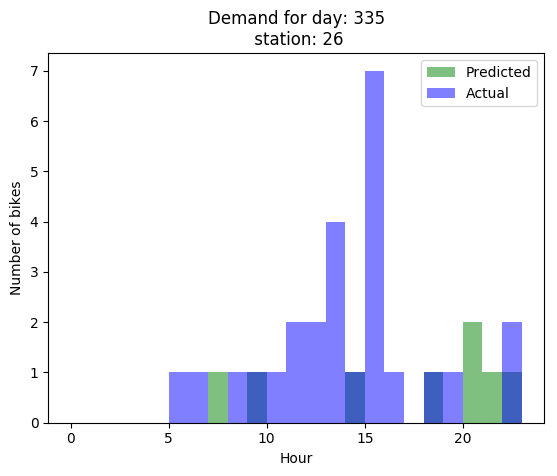 Demand for day: 335
station: 26
Predicted
Actual
Number of bikes
7
6
5
4
3
2
1
0
0 5 10 15 20
Hour